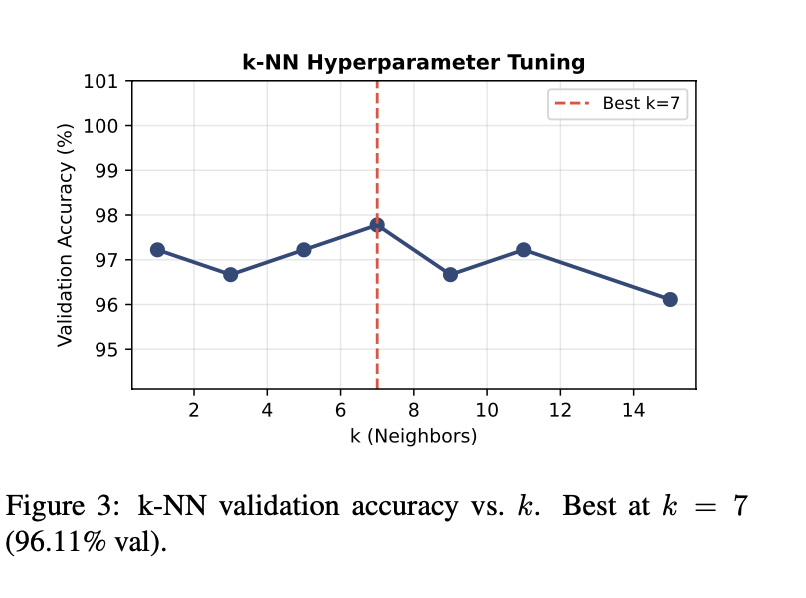 k-NN Hyperparameter Tuning
101
100
99
98
97
96
95
Validation Accuracy (%)
Best k=7
2 4 6 8 10 12 14
k (Neighbors)
Figure 3: k-NN validation accuracy vs. k. Best at k = 7
(96.11% val).